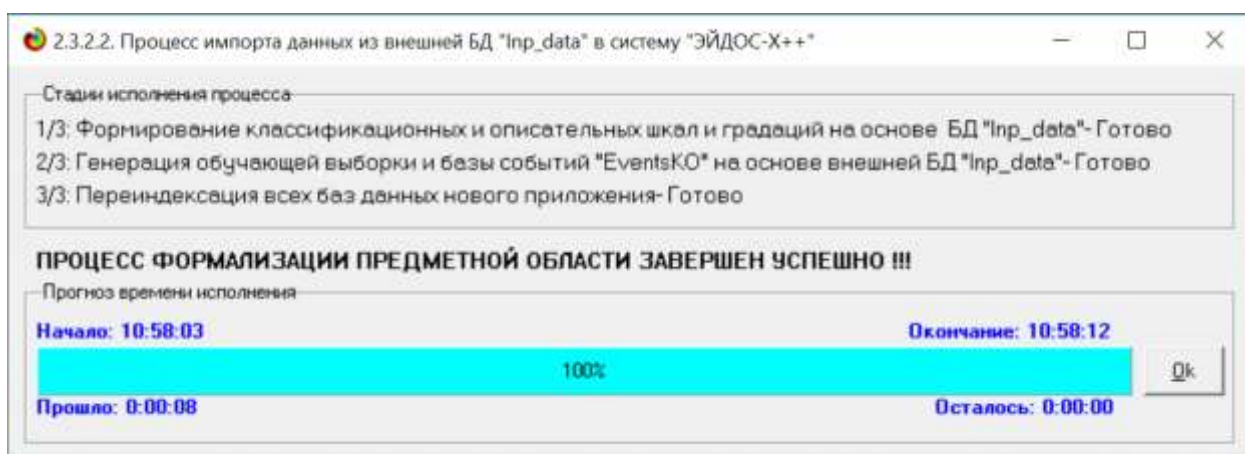 2.3.2.2. Процесс импорта данных из внешней БД "Inp_data" в систему "ЭЙДОС-X++"
Стадии исполнения процесса
1/3: Формирование классификационных и описательных шкал и градаций на основе БД "Inp_data"- Готово
2/3: Генерация обучающей выборки и базы событий "EventsKO" на основе внешней БД "Inp_data"- Готово
3/3: Переиндексация всех баз данных нового приложения- Готово
ПРОЦЕСС ФОРМАЛИЗАЦИИ ПРЕДМЕТНОЙ ОБЛАСТИ ЗАВЕРШЕН УСПЕШНО !!!
Прогноз времени исполнения
Начало: 10:58:03 Окончание: 10:58:12
100% Ok
Прошло: 0:00:08 Осталось: 0:00:00